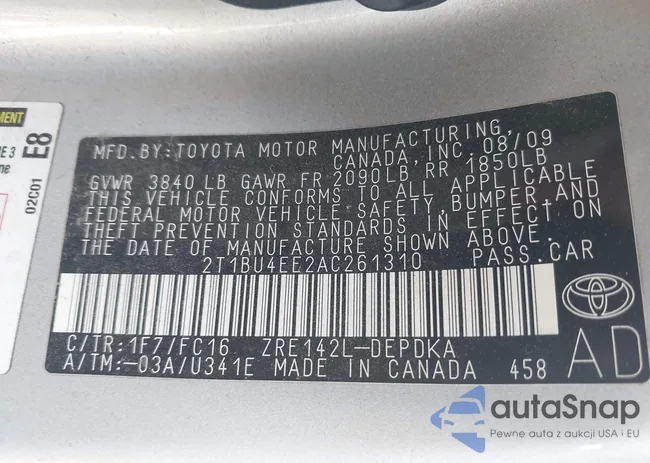 MENT
E 3
ne
E8
02C01
MFD. BY: TOYOTA MOTOR MANUFACTURING,
CANADA, INC. 08/09
GVWR 3840 LB GAWR FR 2090LB, RR 1850LB
THIS VEHICLE CONFORMS TO ALL APPLICABLE
FEDERAL MOTOR VEHICLE SAFETY, BUMPER AND
THEFT PREVENTION STANDARDS IN EFFECT ON
THE DATE OF MANUFACTURE SHOWN ABOVE.
2T1BU4EE2AC261310 PASS.CAR
C/TR:1F7/FC16 ZRE142L-DEPDKA
A/TM:-03A/U341E MADE IN CANADA 458
AD
autaSnap
Pewne auta z aukcji USA i EU